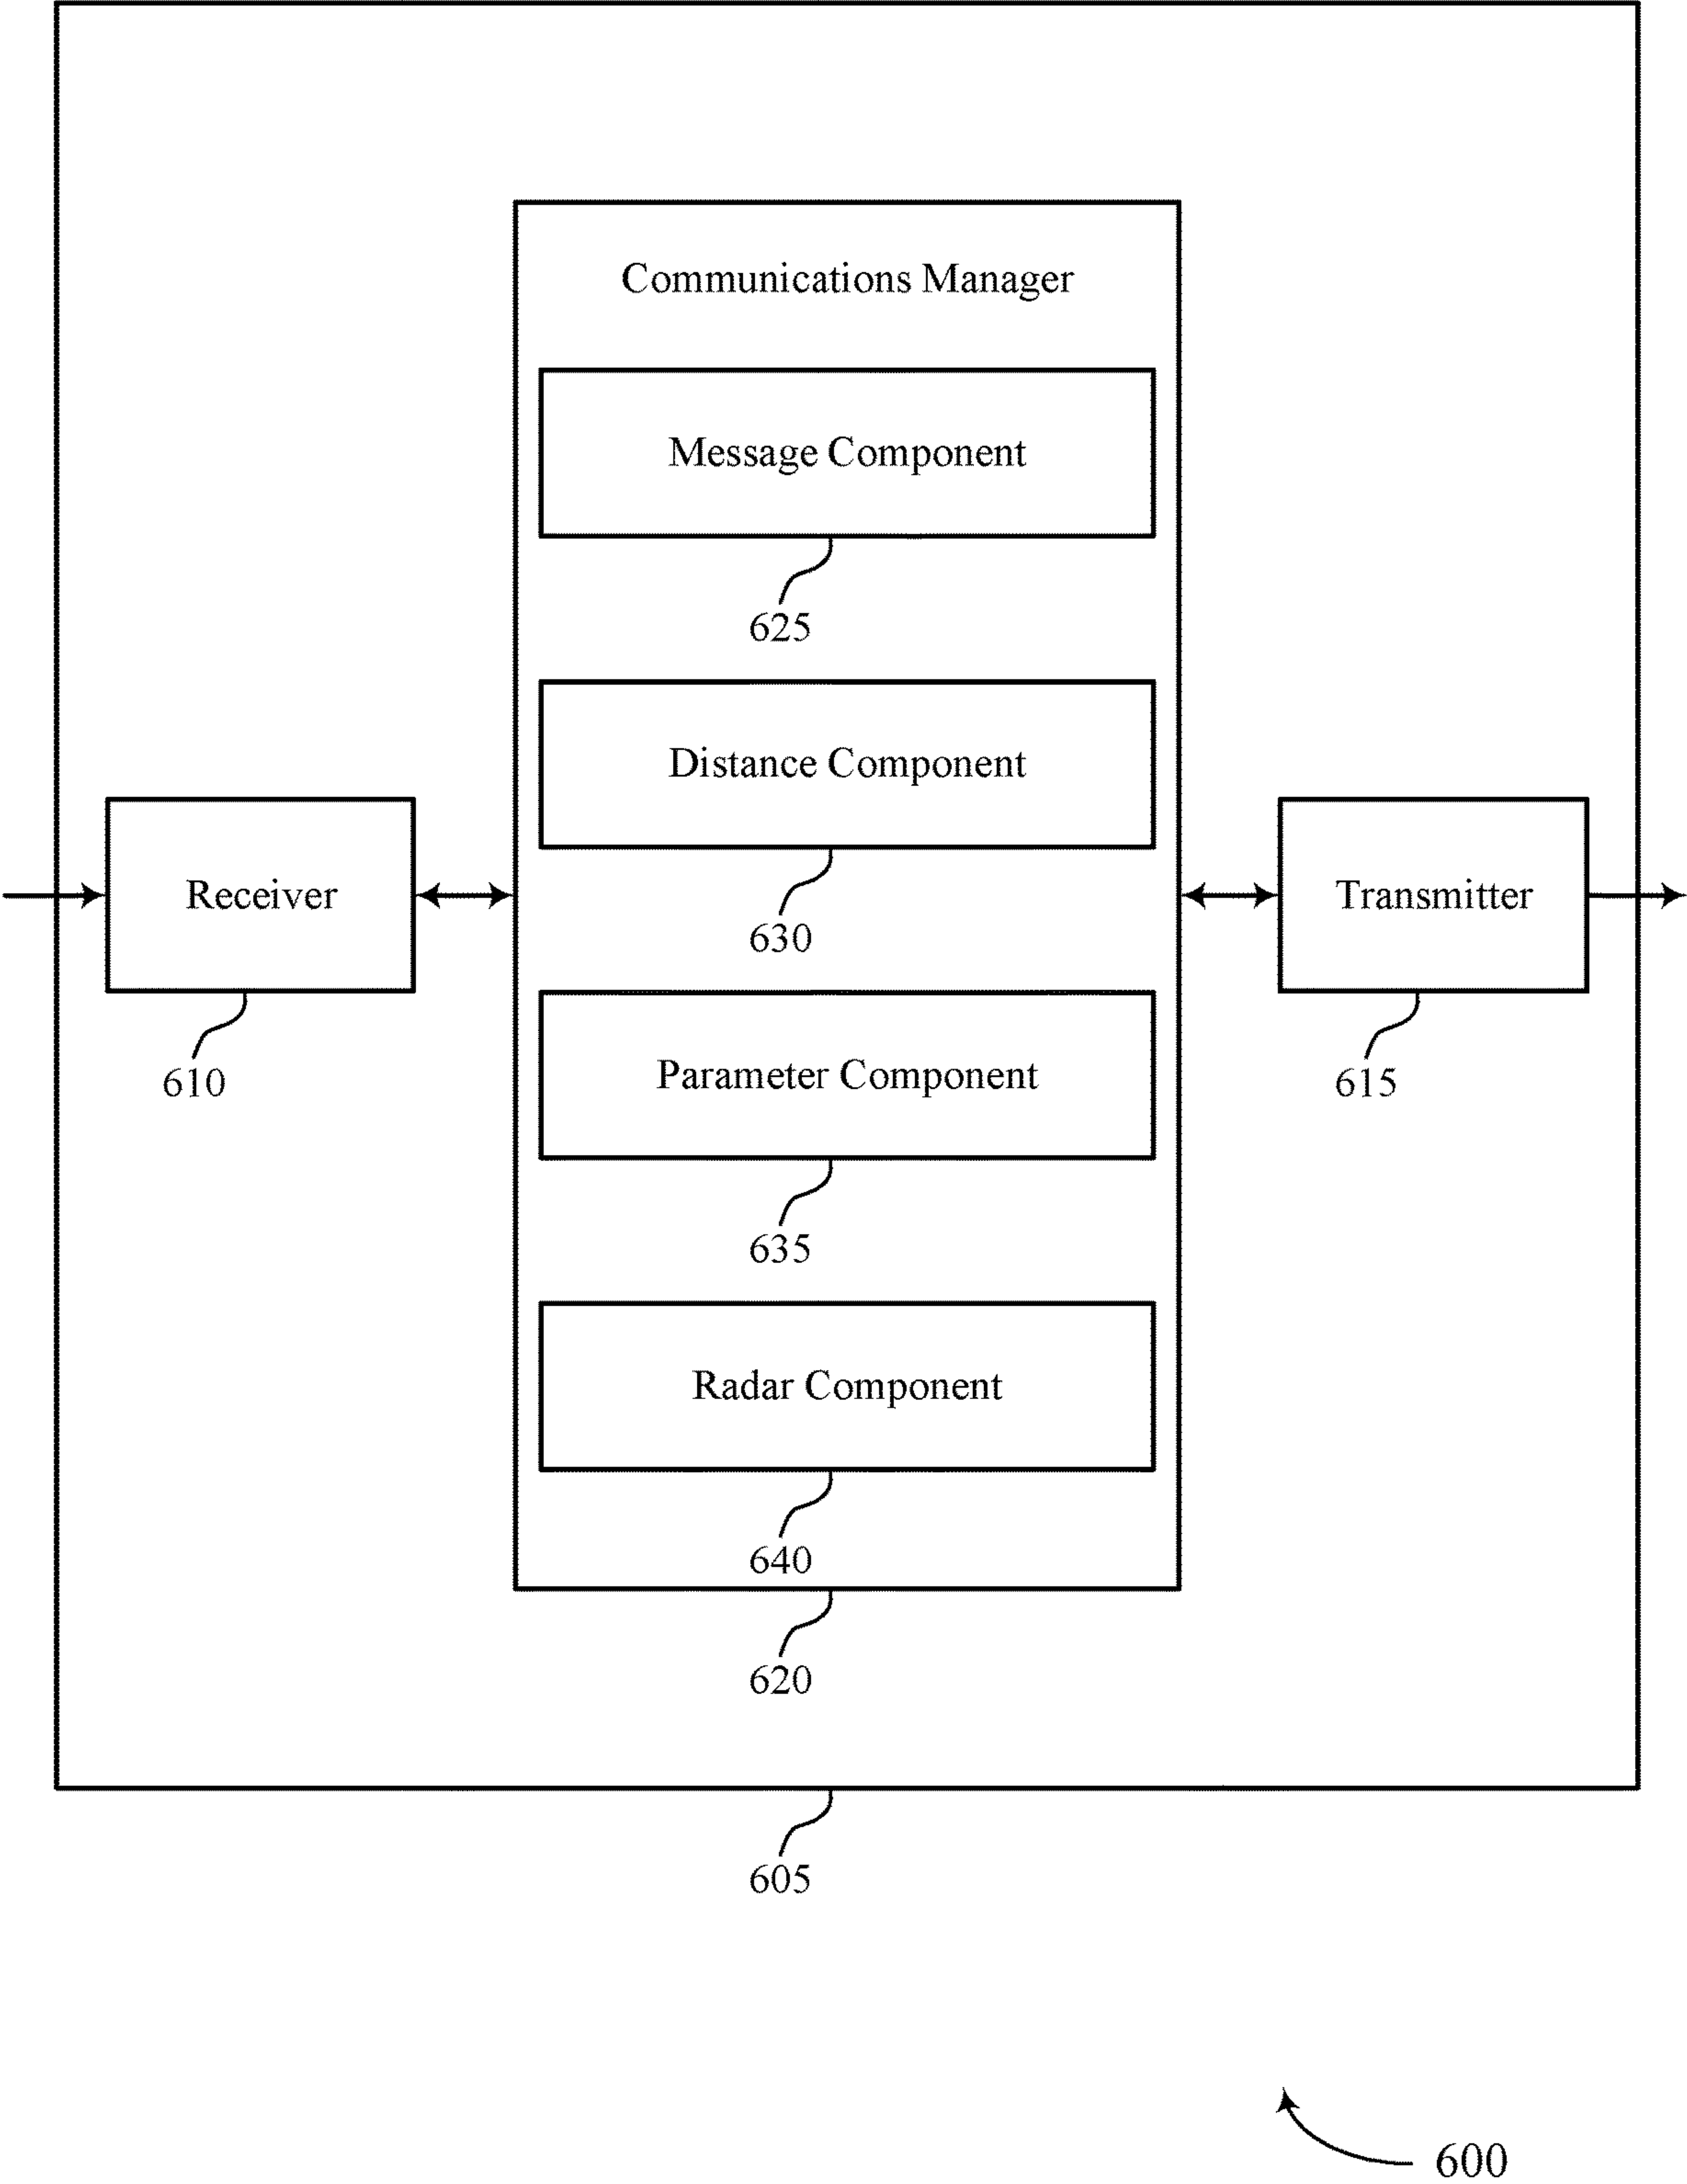 Communications Manager
Message Component
625
Distance Component
630
Receiver
610
Transmitter
615
Parameter Component
635
Radar Component
640
620
605
600